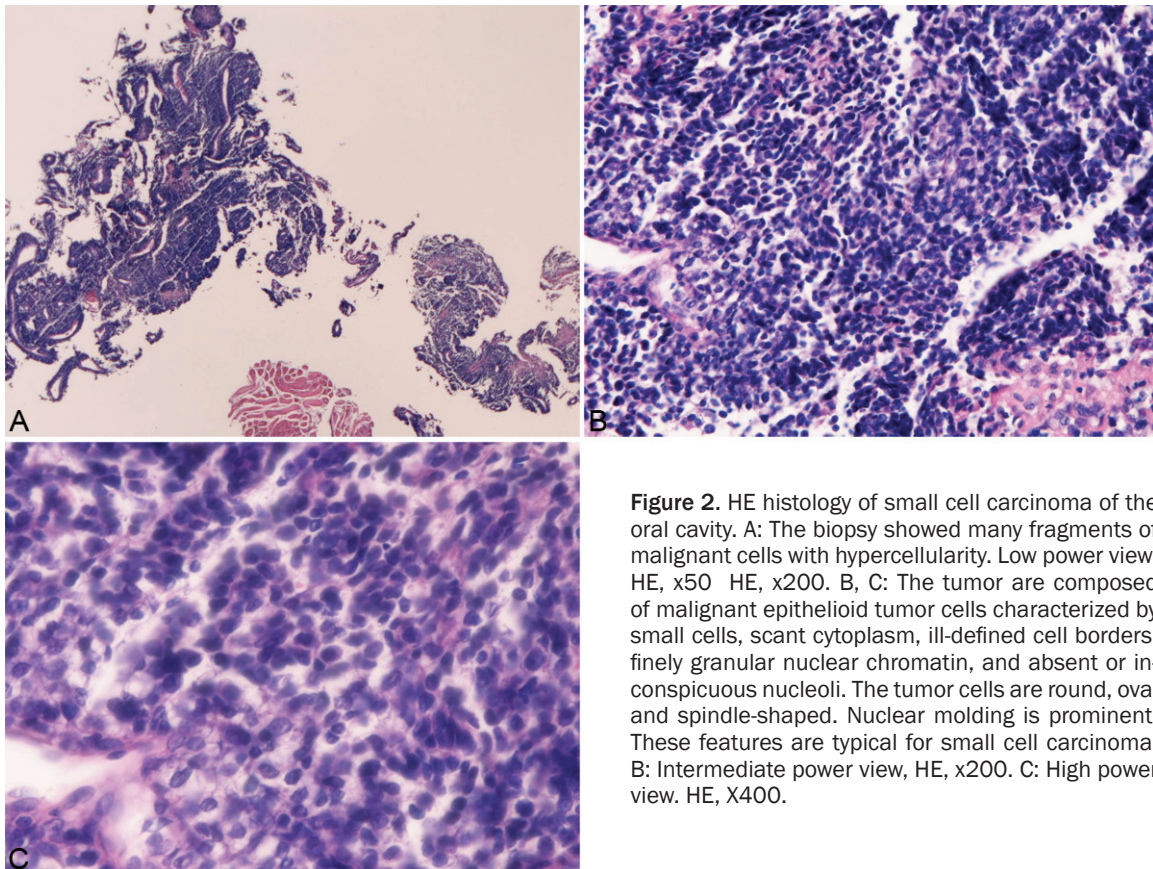 A
B
C
Figure 2. HE histology of small cell carcinoma of the
oral cavity. A: The biopsy showed many fragments of
malignant cells with hypercellularity. Low power view
HE, x50 HE, x200. B, C: The tumor are composed
of malignant epithelioid tumor cells characterized by
small cells, scant cytoplasm, ill-defined cell borders
finely granular nuclear chromatin, and absent or in-
conspicuous nucleoli. The tumor cells are round, ova
and spindle-shaped. Nuclear molding is prominent
These features are typical for small cell carcinoma
B: Intermediate power view, HE, x200. C: High power
view. HE, X400.